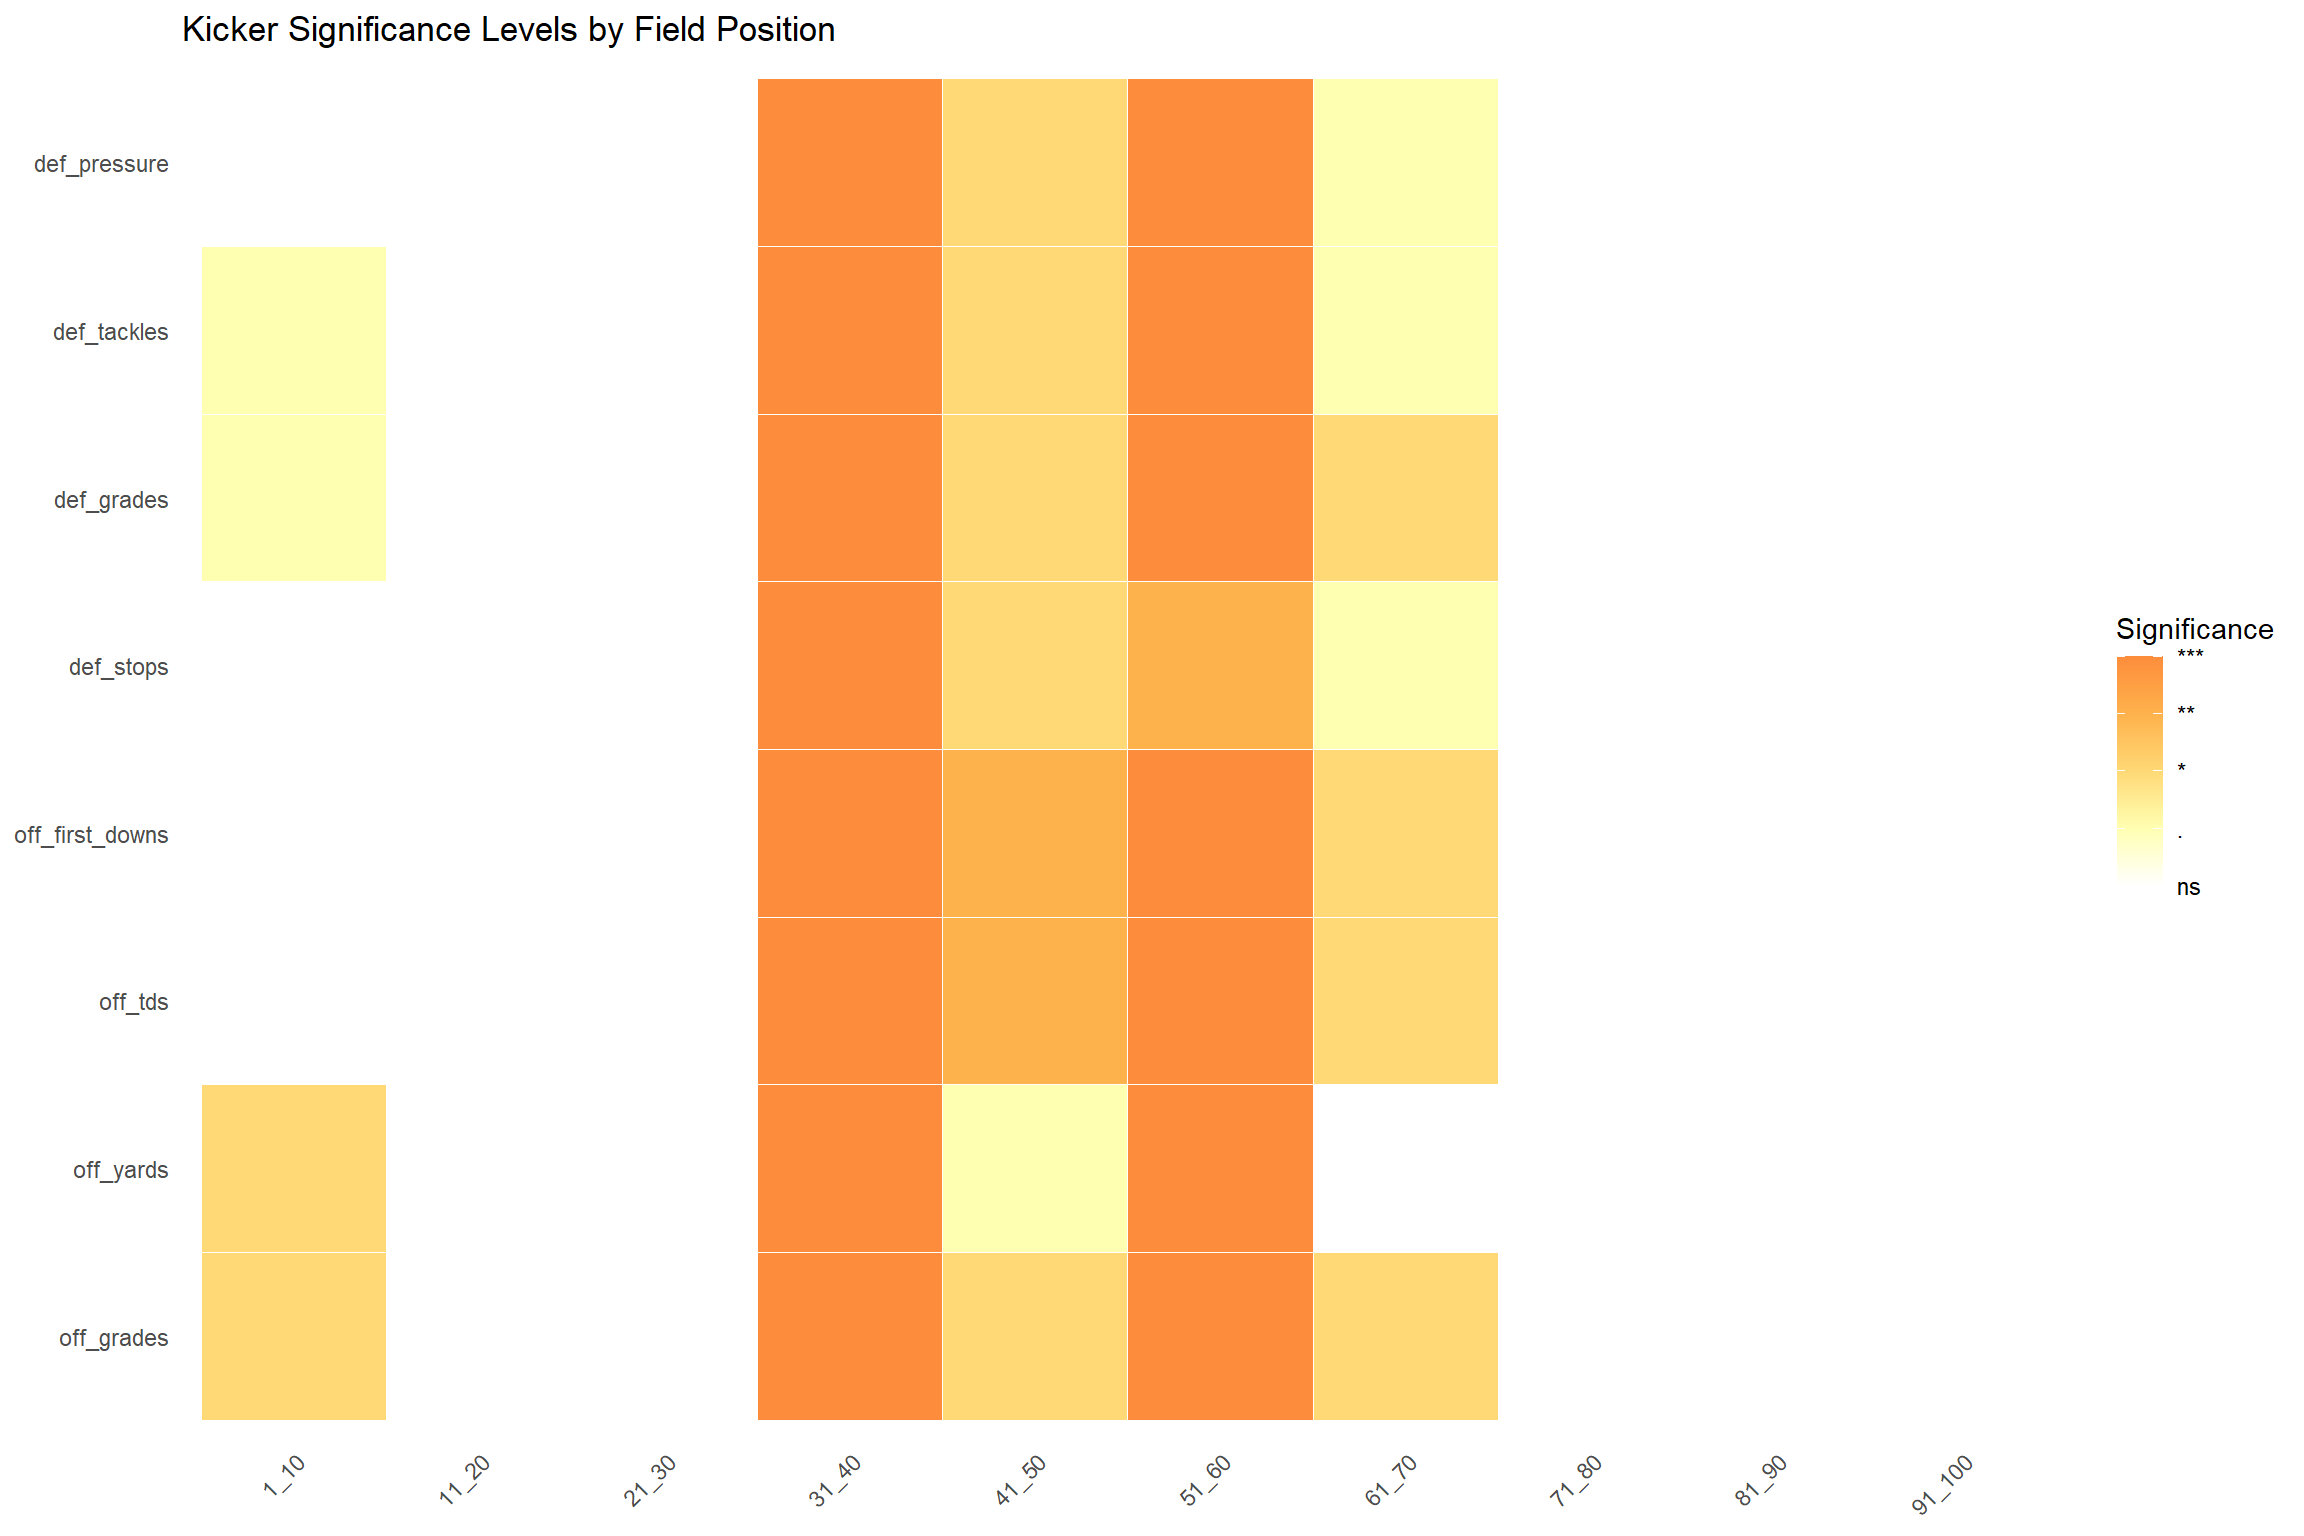 Kicker Significance Levels by Field Position
def_pressure
def_tackles
def_grades
def_stops
off_first_downs
off_tds
off_yards
off_grades
1_10
11_20
21_30
31_40
41_50
51_60
61_70
71_80
81_90
91_100
Significance
***
**
*
.
ns